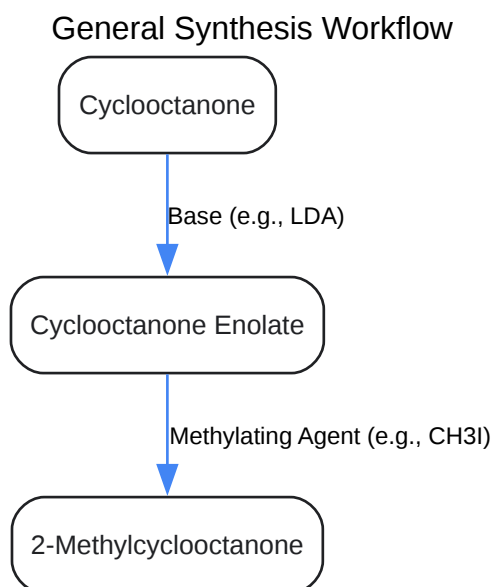 General Synthesis Workflow
Cyclooctanone
Base (e.g., LDA)
Cyclooctanone Enolate
Methylating Agent (e.g., CH3I)
2-Methylcyclooctanone